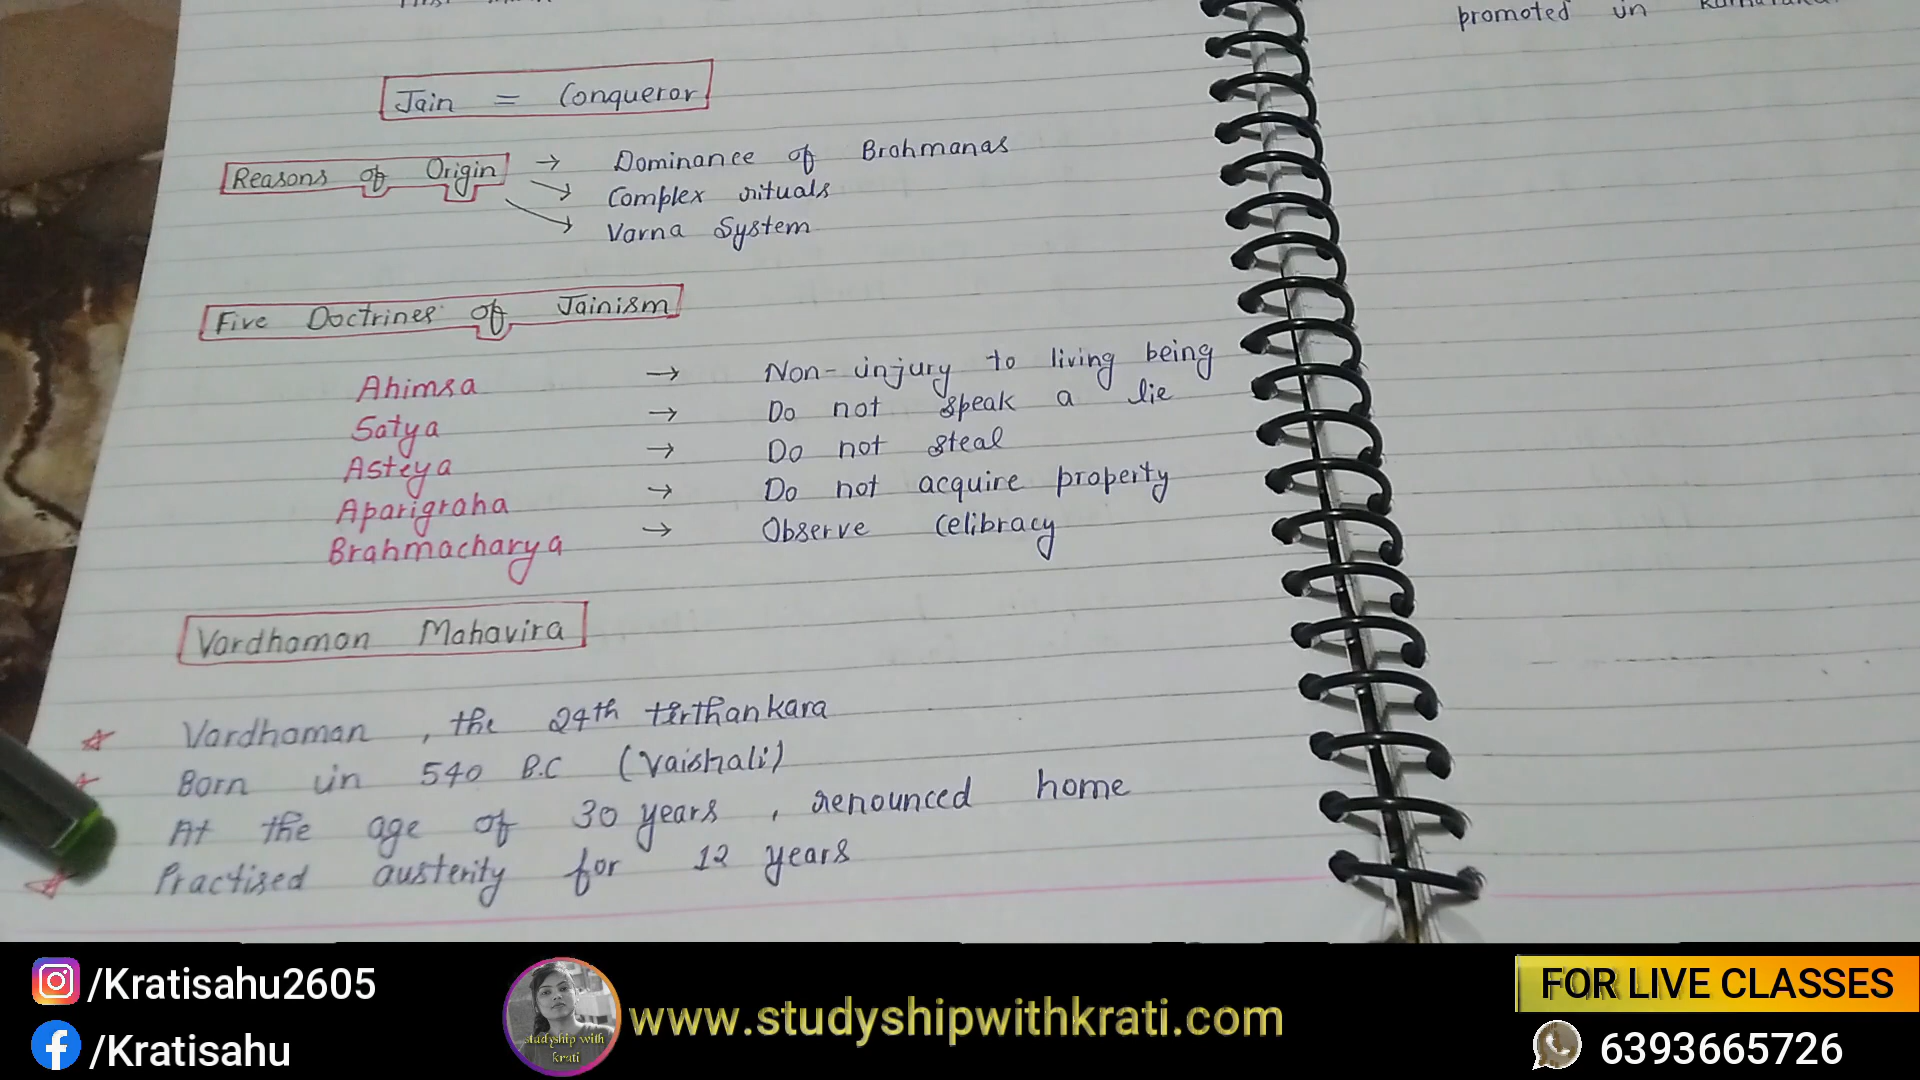 promoted in
Jain = Conqueror
Reasons of Origin → Dominance of Brahmanas
→ Complex rituals
→ Varna System
Five Doctrines of Jainism
Ahimsa → Non-injury to living being
Satya → Do not speak a lie
Asteya → Do not steal
Aparigraha → Do not acquire property
Brahmacharya → Observe Celibracy
Vardhaman Mahavira
☆ Vardhaman, the 24th tirthankara
☆ Born in 540 B.C (Vaishali)
At the age of 30 years, renounced home
☆ Practised austerity for 12 years
/Kratisahu2605
/Kratisahu
studyship with
krati
www.studyshipwithkrati.com
FOR LIVE CLASSES
6393665726